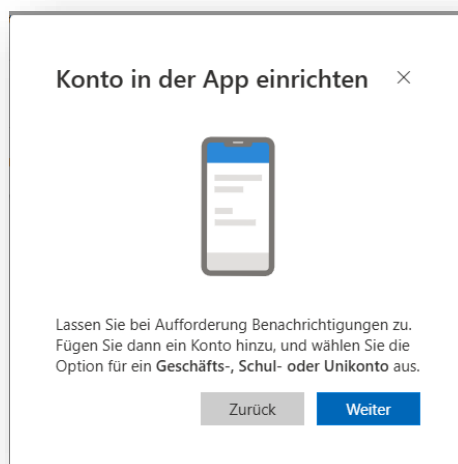 Konto in der App einrichten
Lassen Sie bei Aufforderung Benachrichtigungen zu.
Fügen Sie dann ein Konto hinzu, und wählen Sie die
Option für ein Geschäfts-, Schul- oder Unikonto aus.
Zurück
Weiter